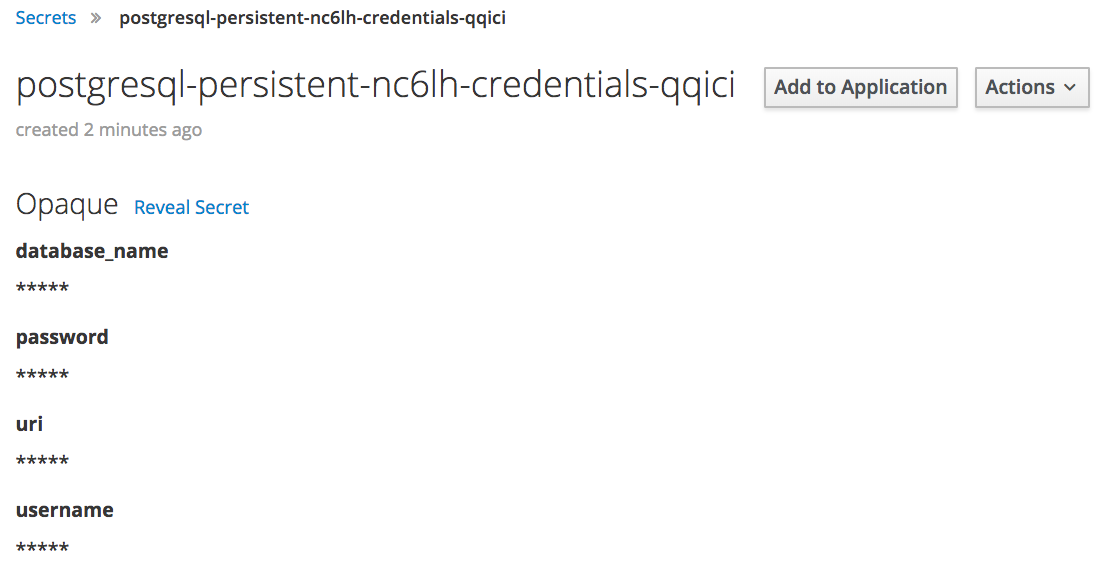 Secrets » postgresql-persistent-nc6lh-credentials-qqici
postgresql-persistent-nc6lh-credentials-qqici Add to Application Actions
created 2 minutes ago
Opaque Reveal Secret
database_name
*****
password
*****
uri
*****
username
*****